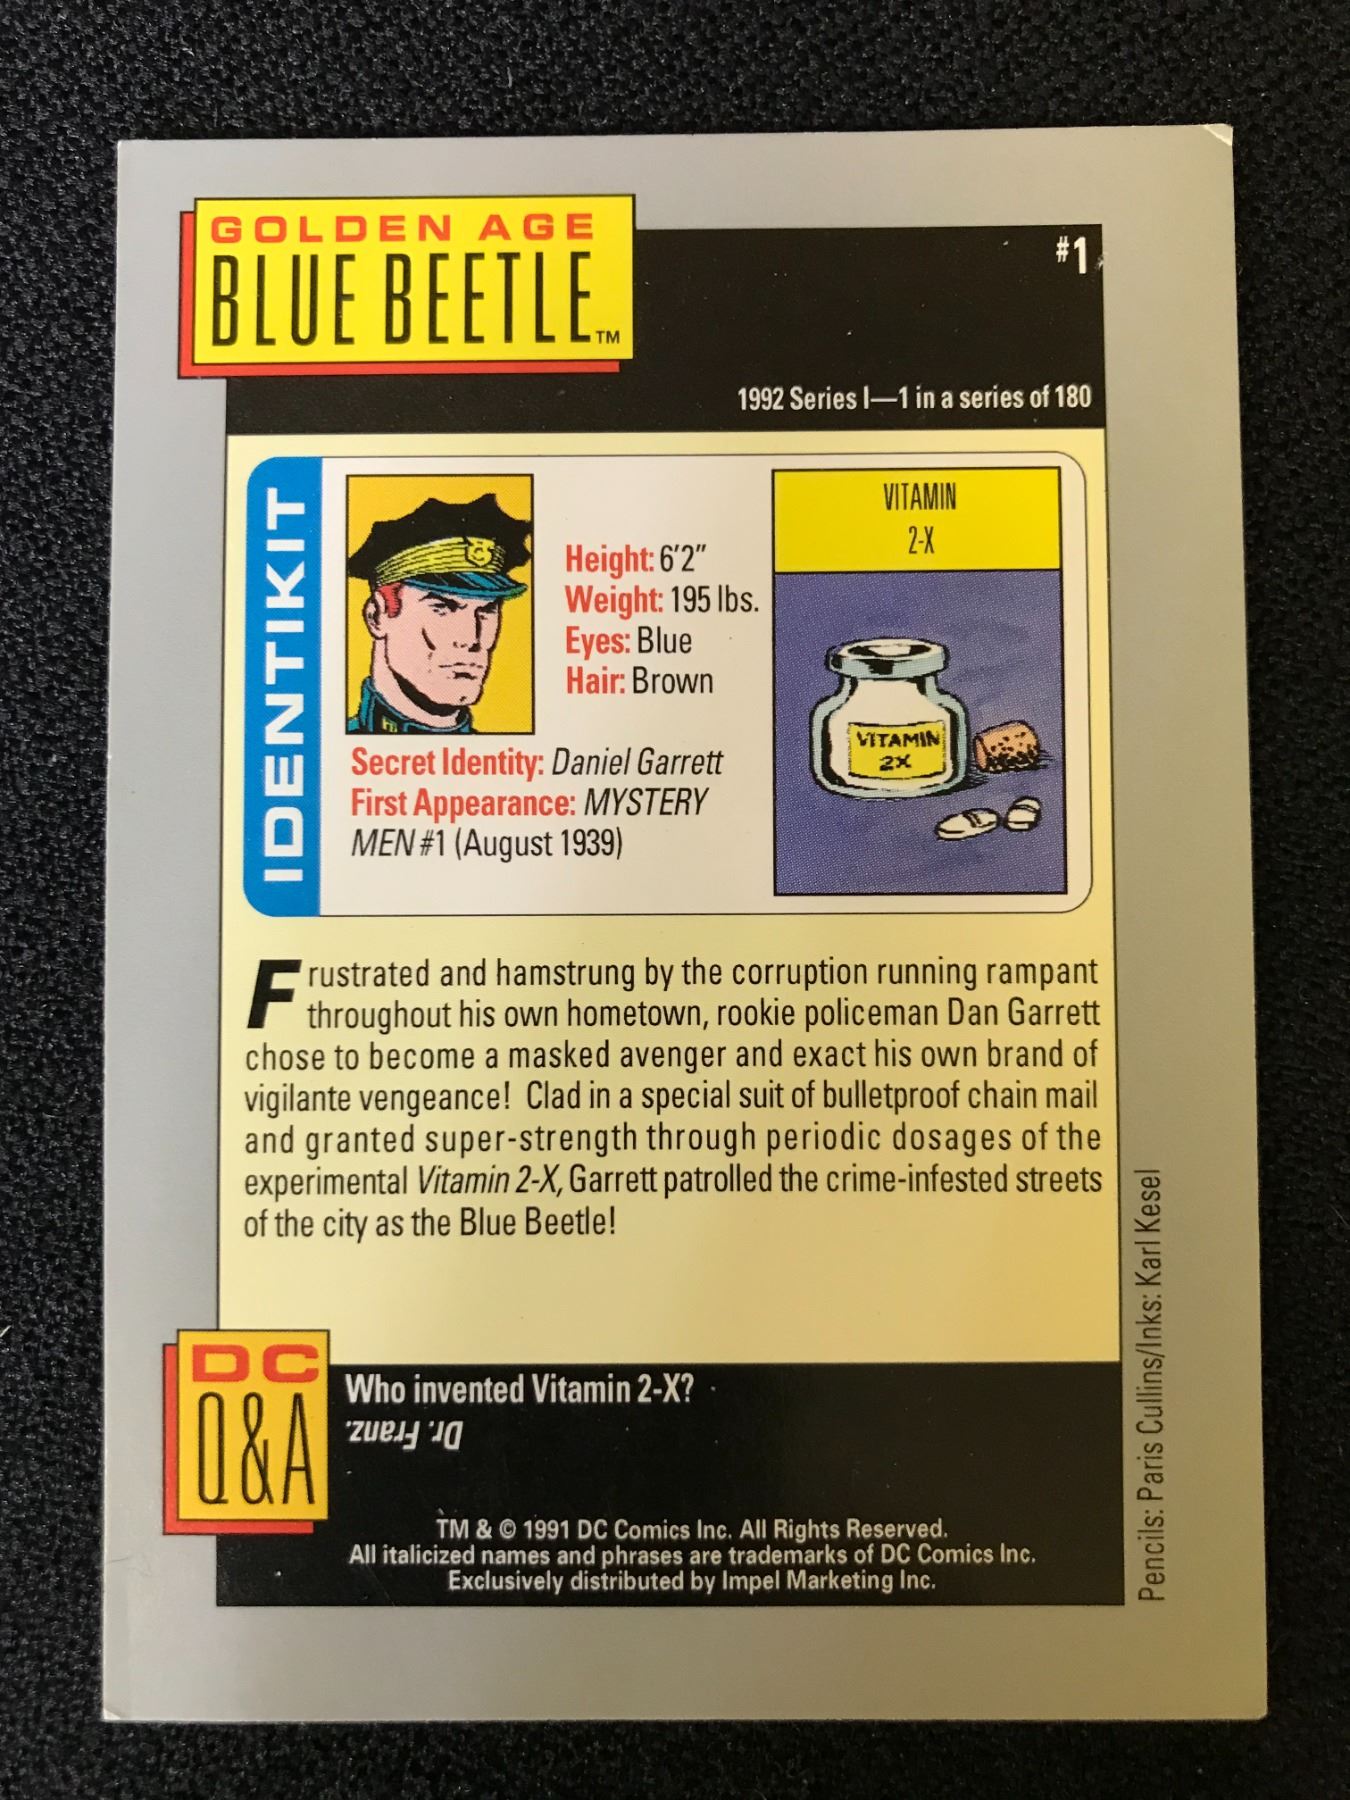 GOLDEN AGE
BLUE BEETLE™
#1
1992 Series I—1 in a series of 180
IDENTIKIT
Height: 6'2"
Weight: 195 lbs.
Eyes: Blue
Hair: Brown
Secret Identity: Daniel Garrett
First Appearance: MYSTERY
MEN #1 (August 1939)
VITAMIN
2-X
VITAMIN
2X
Frustrated and hamstrung by the corruption running rampant
throughout his own hometown, rookie policeman Dan Garrett
chose to become a masked avenger and exact his own brand of
vigilante vengeance! Clad in a special suit of bulletproof chain mail
and granted super-strength through periodic dosages of the
experimental Vitamin 2-X, Garrett patrolled the crime-infested streets
of the city as the Blue Beetle!
Pencils: Paris Cullins/Inks: Karl Kesel
DC
Q&A
Who invented Vitamin 2-X?
Dr. Franz.
TM & © 1991 DC Comics Inc. All Rights Reserved.
All italicized names and phrases are trademarks of DC Comics Inc.
Exclusively distributed by Impel Marketing Inc.